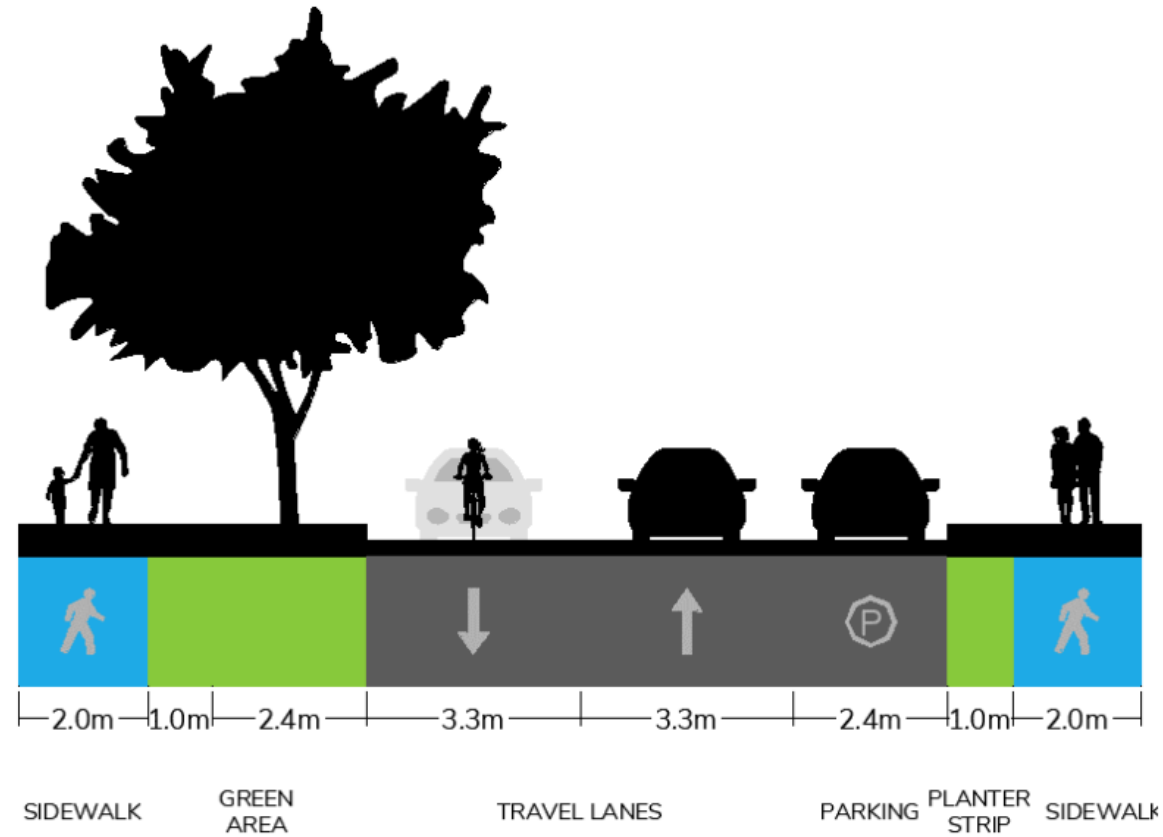 P
2.0m 1.0m 2.4m 3.3m 3.3m 2.4m 1.0m 2.0m
SIDEWALK
GREEN
AREA
TRAVEL LANES
PARKING
PLANTER
STRIP
SIDEWALK